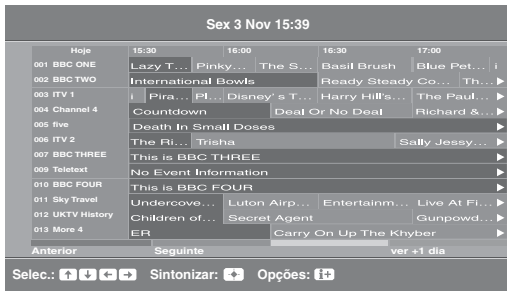 Sex 3 Nov 15:39
Hoje 15:30 16:00 16:30 17:00
001 BBC ONE Lazy T... Pinky... The S... Basil Brush Blue Pet... i
002 BBC TWO International Bowls Ready Steady Co... Th...
003 ITV 1 i Pira... Pl... Disney's T... Harry Hill's... The Paul...
004 Channel 4 Countdown Deal Or No Deal Richard &...
005 five Death In Small Doses
006 ITV 2 The Ri... Trisha Sally Jessy...
007 BBC THREE This is BBC THREE
009 Teletext No Event Information
010 BBC FOUR This is BBC FOUR
011 Sky Travel Undercove... Luton Airp... Entertainm... Live At Fi...
012 UKTV History Children of... Secret Agent Gunpowd...
013 More 4 ER Carry On Up The Khyber
Anterior Seguinte ver +1 dia
Selec.: Sintonizar: Opções: i+